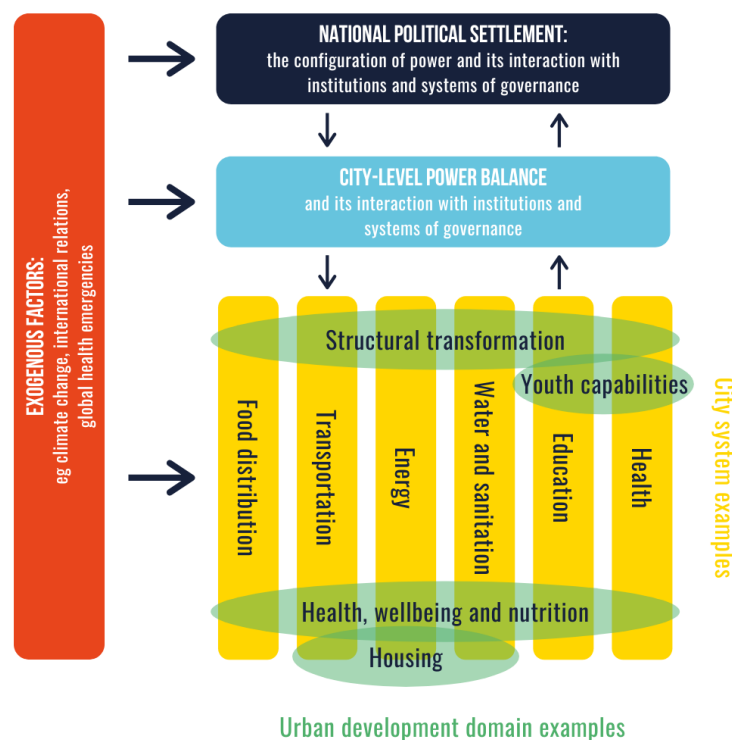 EXOGENOUS FACTORS:
eg climate change, international relations,
global health emergencies
NATIONAL POLITICAL SETTLEMENT:
the configuration of power and its interaction with
institutions and systems of governance
CITY-LEVEL POWER BALANCE
and its interaction with institutions and
systems of governance
Structural transformation
Youth capabilities
Food distribution
Transportation
Energy
Water and sanitation
Education
Health
City system examples
Health, wellbeing and nutrition
Housing
Urban development domain examples